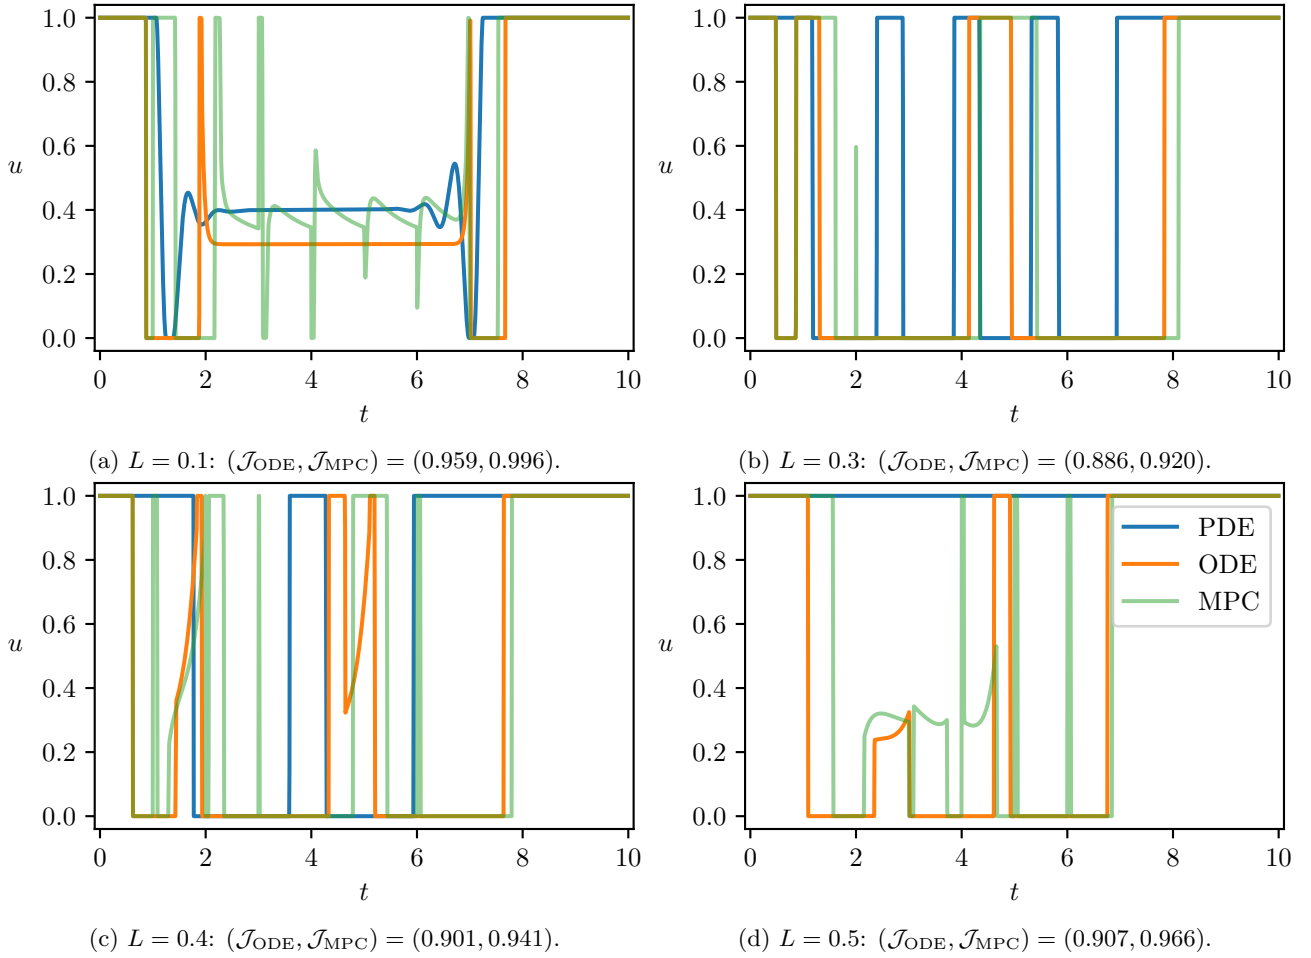 1.0
0.8
0.6
u
0.4
0.2
0.0
0 2 4 6 8 10
t
(a) L = 0.1: (𝒥ODE, 𝒥MPC) = (0.959, 0.996).
1.0
0.8
0.6
u
0.4
0.2
0.0
0 2 4 6 8 10
t
(b) L = 0.3: (𝒥ODE, 𝒥MPC) = (0.886, 0.920).
1.0
0.8
0.6
u
0.4
0.2
0.0
0 2 4 6 8 10
t
(c) L = 0.4: (𝒥ODE, 𝒥MPC) = (0.901, 0.941).
1.0
0.8
0.6
u
0.4
0.2
0.0
PDE
ODE
MPC
0 2 4 6 8 10
t
(d) L = 0.5: (𝒥ODE, 𝒥MPC) = (0.907, 0.966).